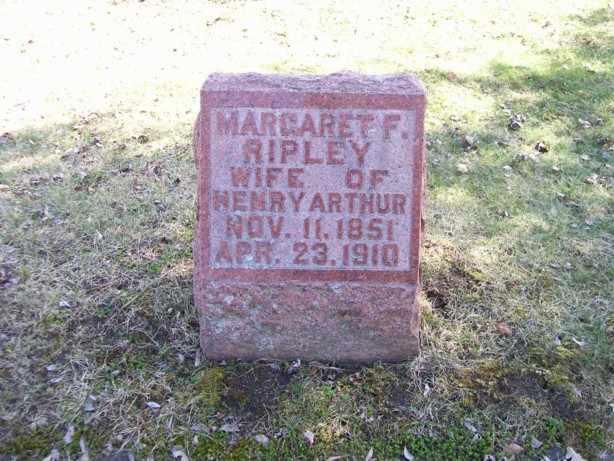 MARGARET F.
RIPLEY
WIFE OF
HENRY ARTHUR
NOV. 11. 1851
APR. 23. 1910